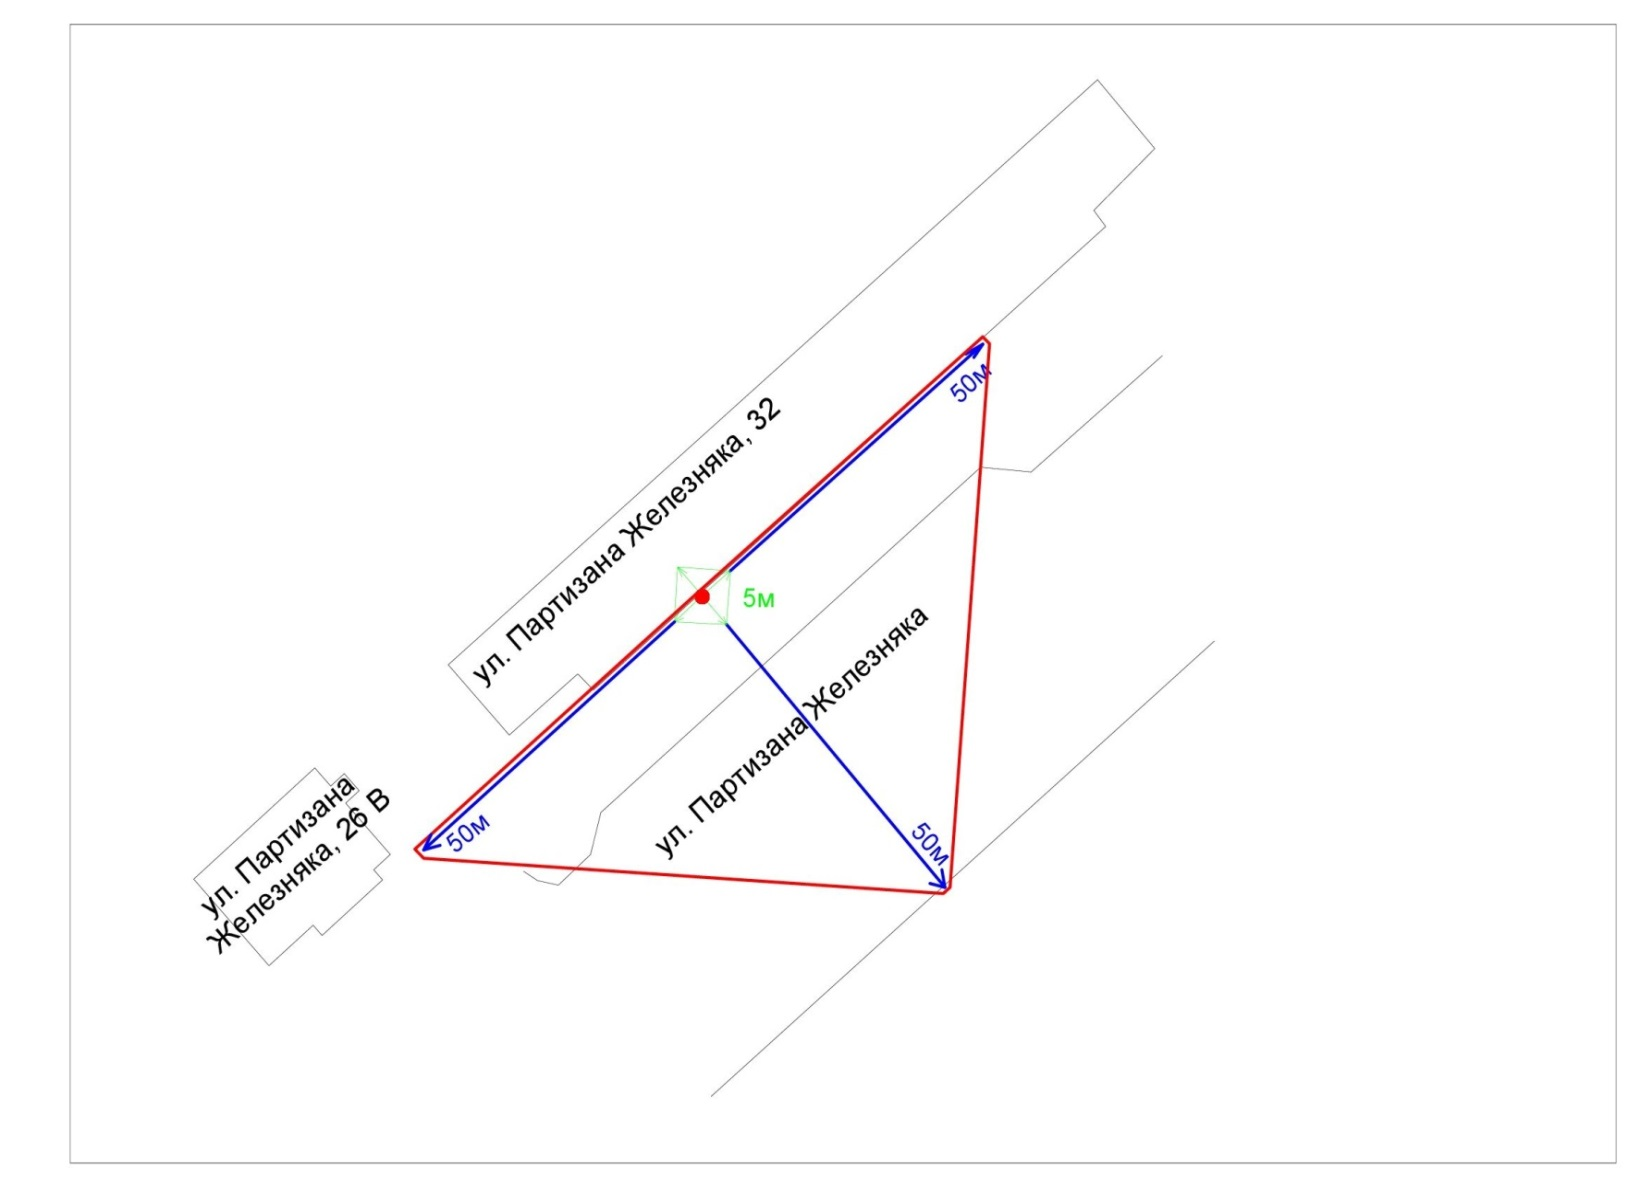 ул. Партизана Железняка, 32
50м
5м
ул. Партизана Железняка
50м
50м
ул. Партизана
Железняка, 26 В